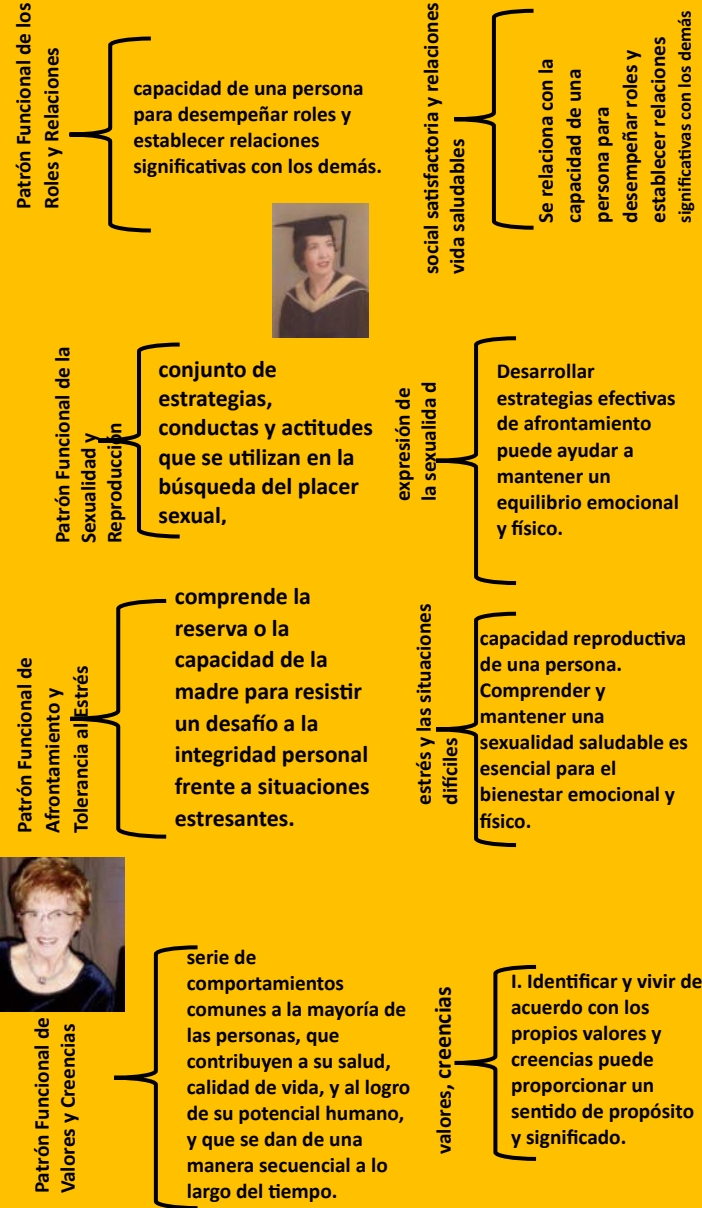 Patrón Funcional de los
Roles y Relaciones
capacidad de una persona
para desempeñar roles y
establecer relaciones
significativas con los demás.
social satisfactoria y relaciones
vida saludables
Se relaciona con la
capacidad de una
persona para
desempeñar roles y
establecer relaciones
significativas con los demás
Patrón Funcional de la
Sexualidad y
Reproducción
conjunto de
estrategias,
conductas y actitudes
que se utilizan en la
búsqueda del placer
sexual,
expresión de
la sexualida d
Desarrollar
estrategias efectivas
de afrontamiento
puede ayudar a
mantener un
equilibrio emocional
y físico.
Patrón Funcional de
Afrontamiento y
Tolerancia al Estrés
comprende la
reserva o la
capacidad de la
madre para resistir
un desafío a la
integridad personal
frente a situaciones
estresantes.
estrés y las situaciones
difíciles
capacidad reproductiva
de una persona.
Comprender y
mantener una
sexualidad saludable es
esencial para el
bienestar emocional y
físico.
Patrón Funcional de
Valores y Creencias
serie de
comportamientos
comunes a la mayoría de
las personas, que
contribuyen a su salud,
calidad de vida, y al logro
de su potencial humano,
y que se dan de una
manera secuencial a lo
largo del tiempo.
valores, creencias
I. Identificar y vivir de
acuerdo con los
propios valores y
creencias puede
proporcionar un
sentido de propósito
y significado.